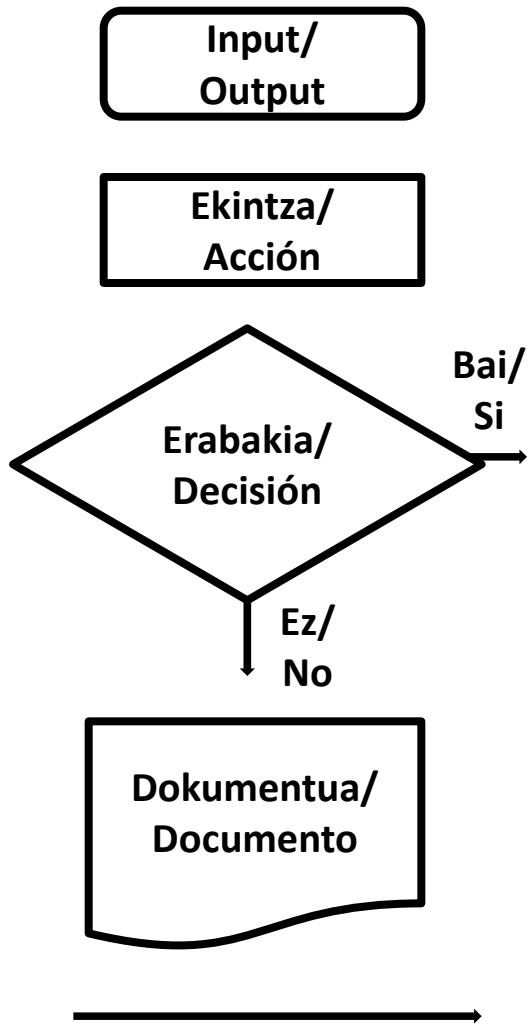 Input/
Output
Ekintza/
Acción
Bai/
Si
Erabakia/
Decisión
Ez/
No
Dokumentua/
Documento